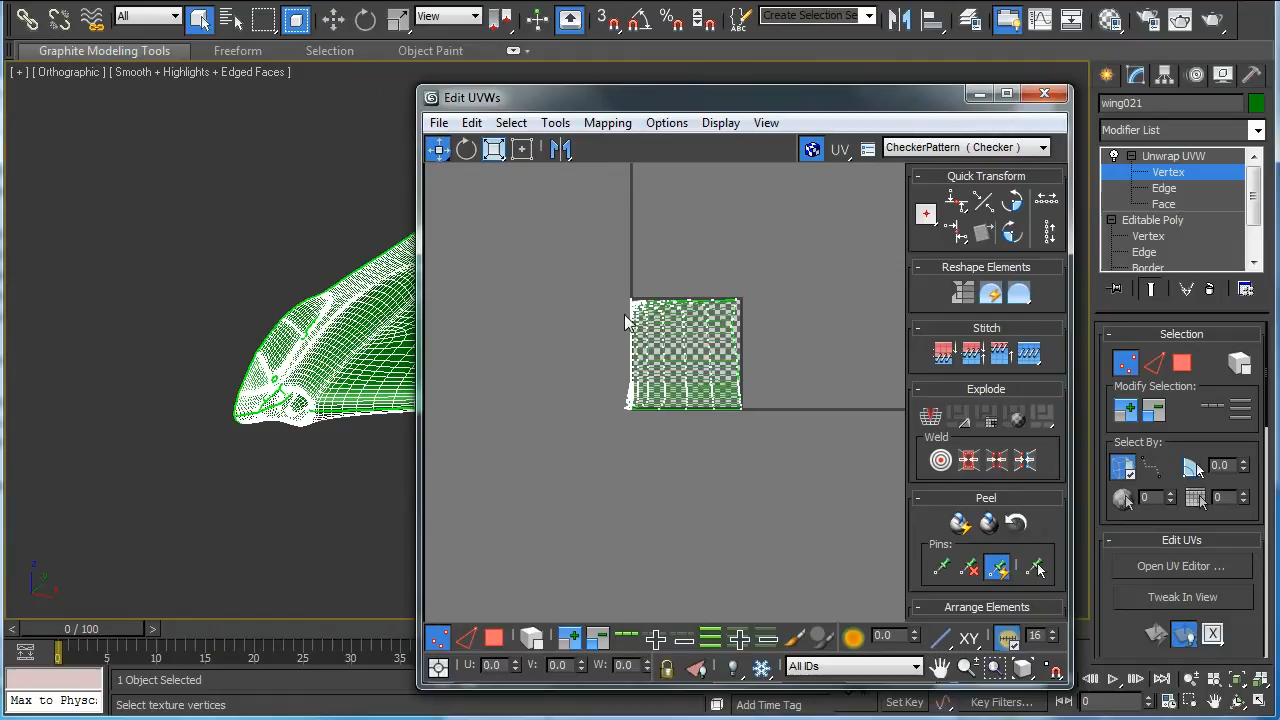 All
View
Create Selection Se
Graphite Modeling Tools
Freeform
Selection
Object Paint
[ + ] [ Orthographic ] [ Smooth + Highlights + Edged Faces ]
Edit UVWs
File
Edit
Select
Tools
Mapping
Options
Display
View
UV
CheckerPattern ( Checker )
wing021
Modifier List
Unwrap UVW
Vertex
Edge
Face
Editable Poly
Vertex
Edge
Border
Quick Transform
Reshape Elements
Stitch
Explode
Weld
Peel
Pins:
Arrange Elements
Selection
Modify Selection:
Select By:
0,0
0
0
Edit UVs
Open UV Editor ...
Tweak In View
0.0
XY
16
U: 0.0
V: 0.0
W: 0.0
All IDs
0 / 100
0
5
10
15
20
25
30
35
Max to Physc
1 Object Selected
Select texture vertices
Add Time Tag
Set Key
Key Filters...
0